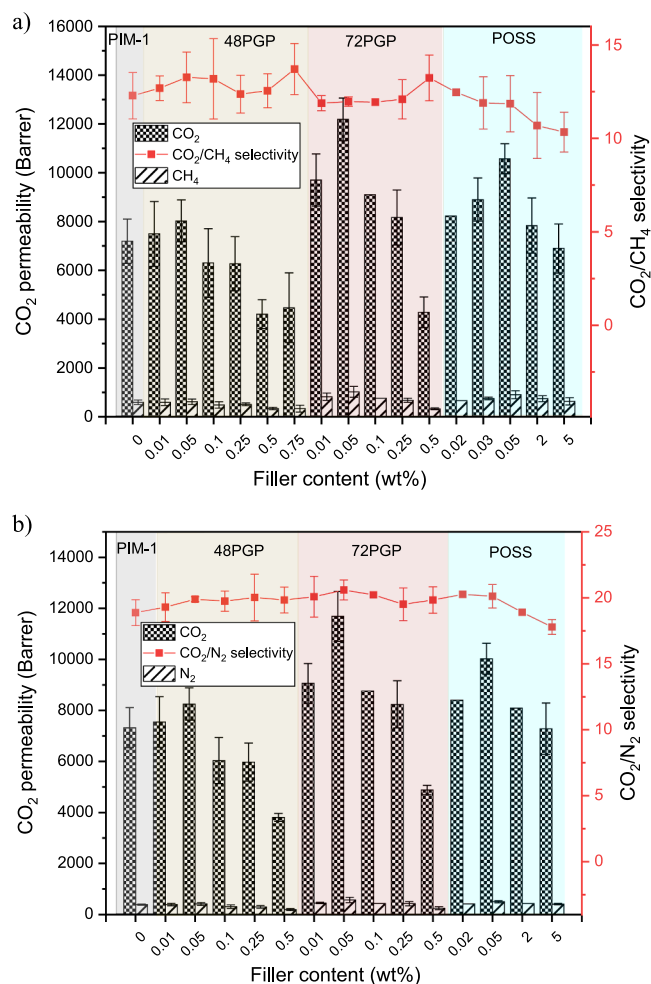 a)
PIM-1 48PGP 72PGP POSS
CO₂
CO₂/CH₄ selectivity
CH₄
CO₂ permeability (Barrer)
16000
14000
12000
10000
8000
6000
4000
2000
0
CO₂/CH₄ selectivity
15
10
5
0
0 0.01 0.05 0.1 0.25 0.5 0.75 0.01 0.05 0.1 0.25 0.5 0.02 0.03 0.05 2 5
Filler content (wt%)
b)
PIM-1 48PGP 72PGP POSS
CO₂
CO₂/N₂ selectivity
N₂
CO₂ permeability (Barrer)
14000
12000
10000
8000
6000
4000
2000
0
CO₂/N₂ selectivity
25
20
15
10
5
0
0 0.01 0.05 0.1 0.25 0.5 0.01 0.05 0.1 0.25 0.5 0.02 0.05 2 5
Filler content (wt%)